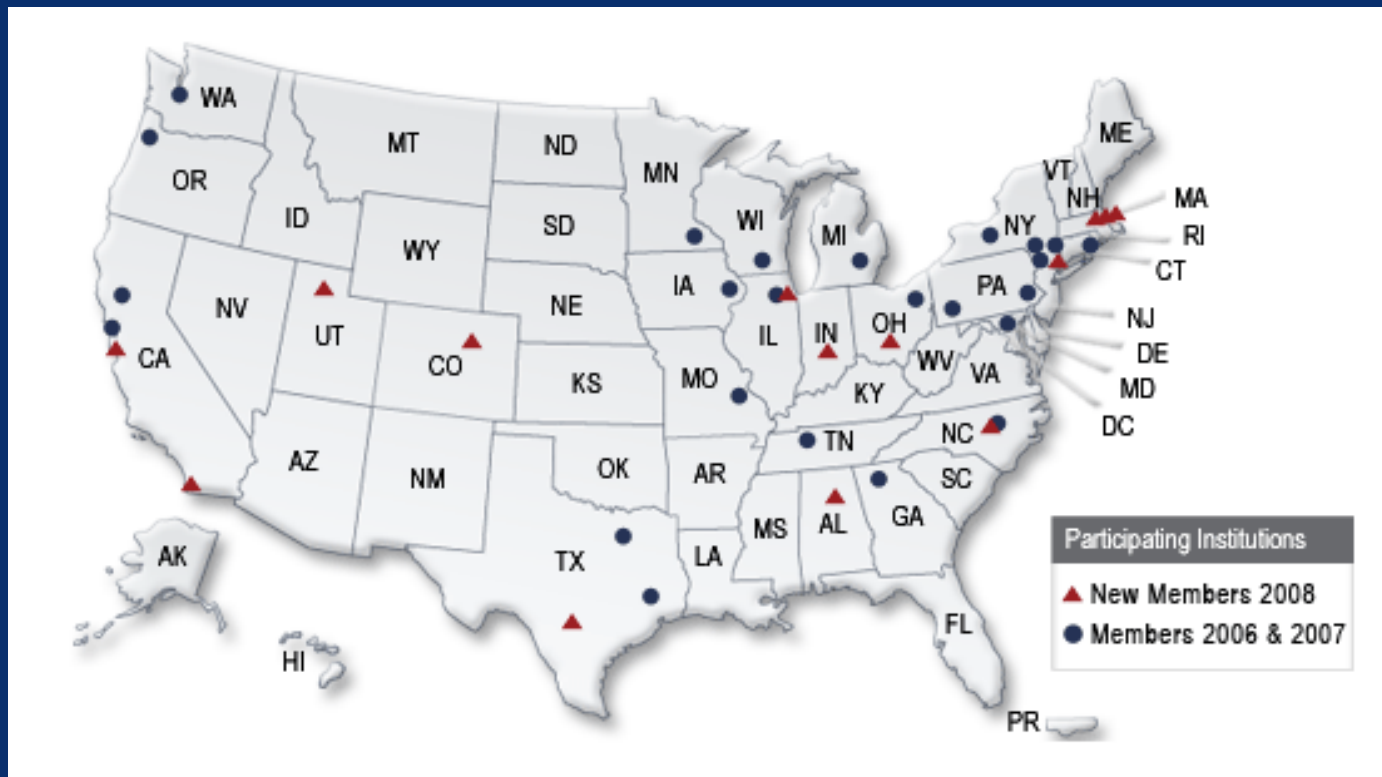 WA
OR
ID
MT
ND
MN
SD
WY
WI
MI
NY
VT
NH
ME
MA
RI
CT
NJ
DE
MD
DC
CA
NV
UT
CO
NE
IA
IL
IN
OH
PA
WV
VA
KY
KS
MO
AZ
NM
OK
AR
TN
NC
SC
MS
AL
GA
TX
LA
FL
AK
HI
PR
Participating Institutions
New Members 2008
Members 2006 & 2007